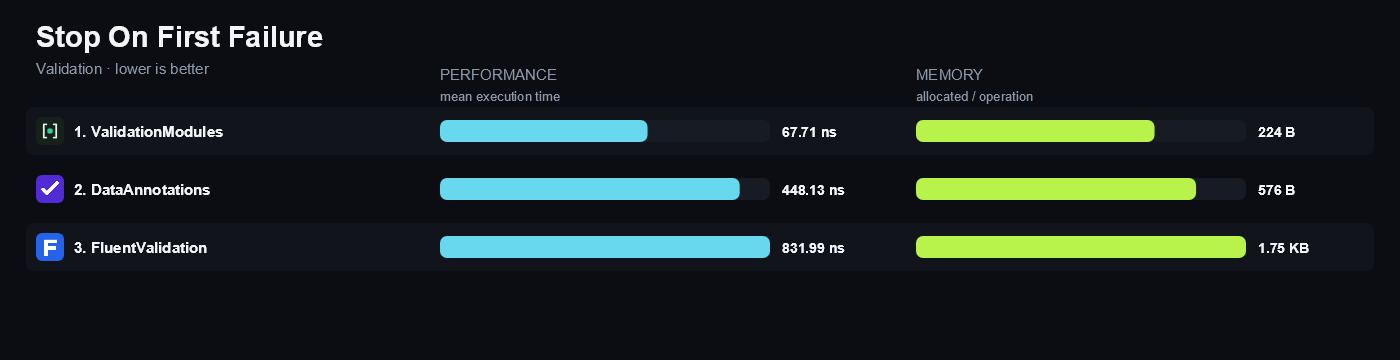 Stop On First Failure
Validation · lower is better
PERFORMANCE
mean execution time
MEMORY
allocated / operation
1. ValidationModules
67.71 ns
224 B
2. DataAnnotations
448.13 ns
576 B
F
3. FluentValidation
831.99 ns
1.75 KB